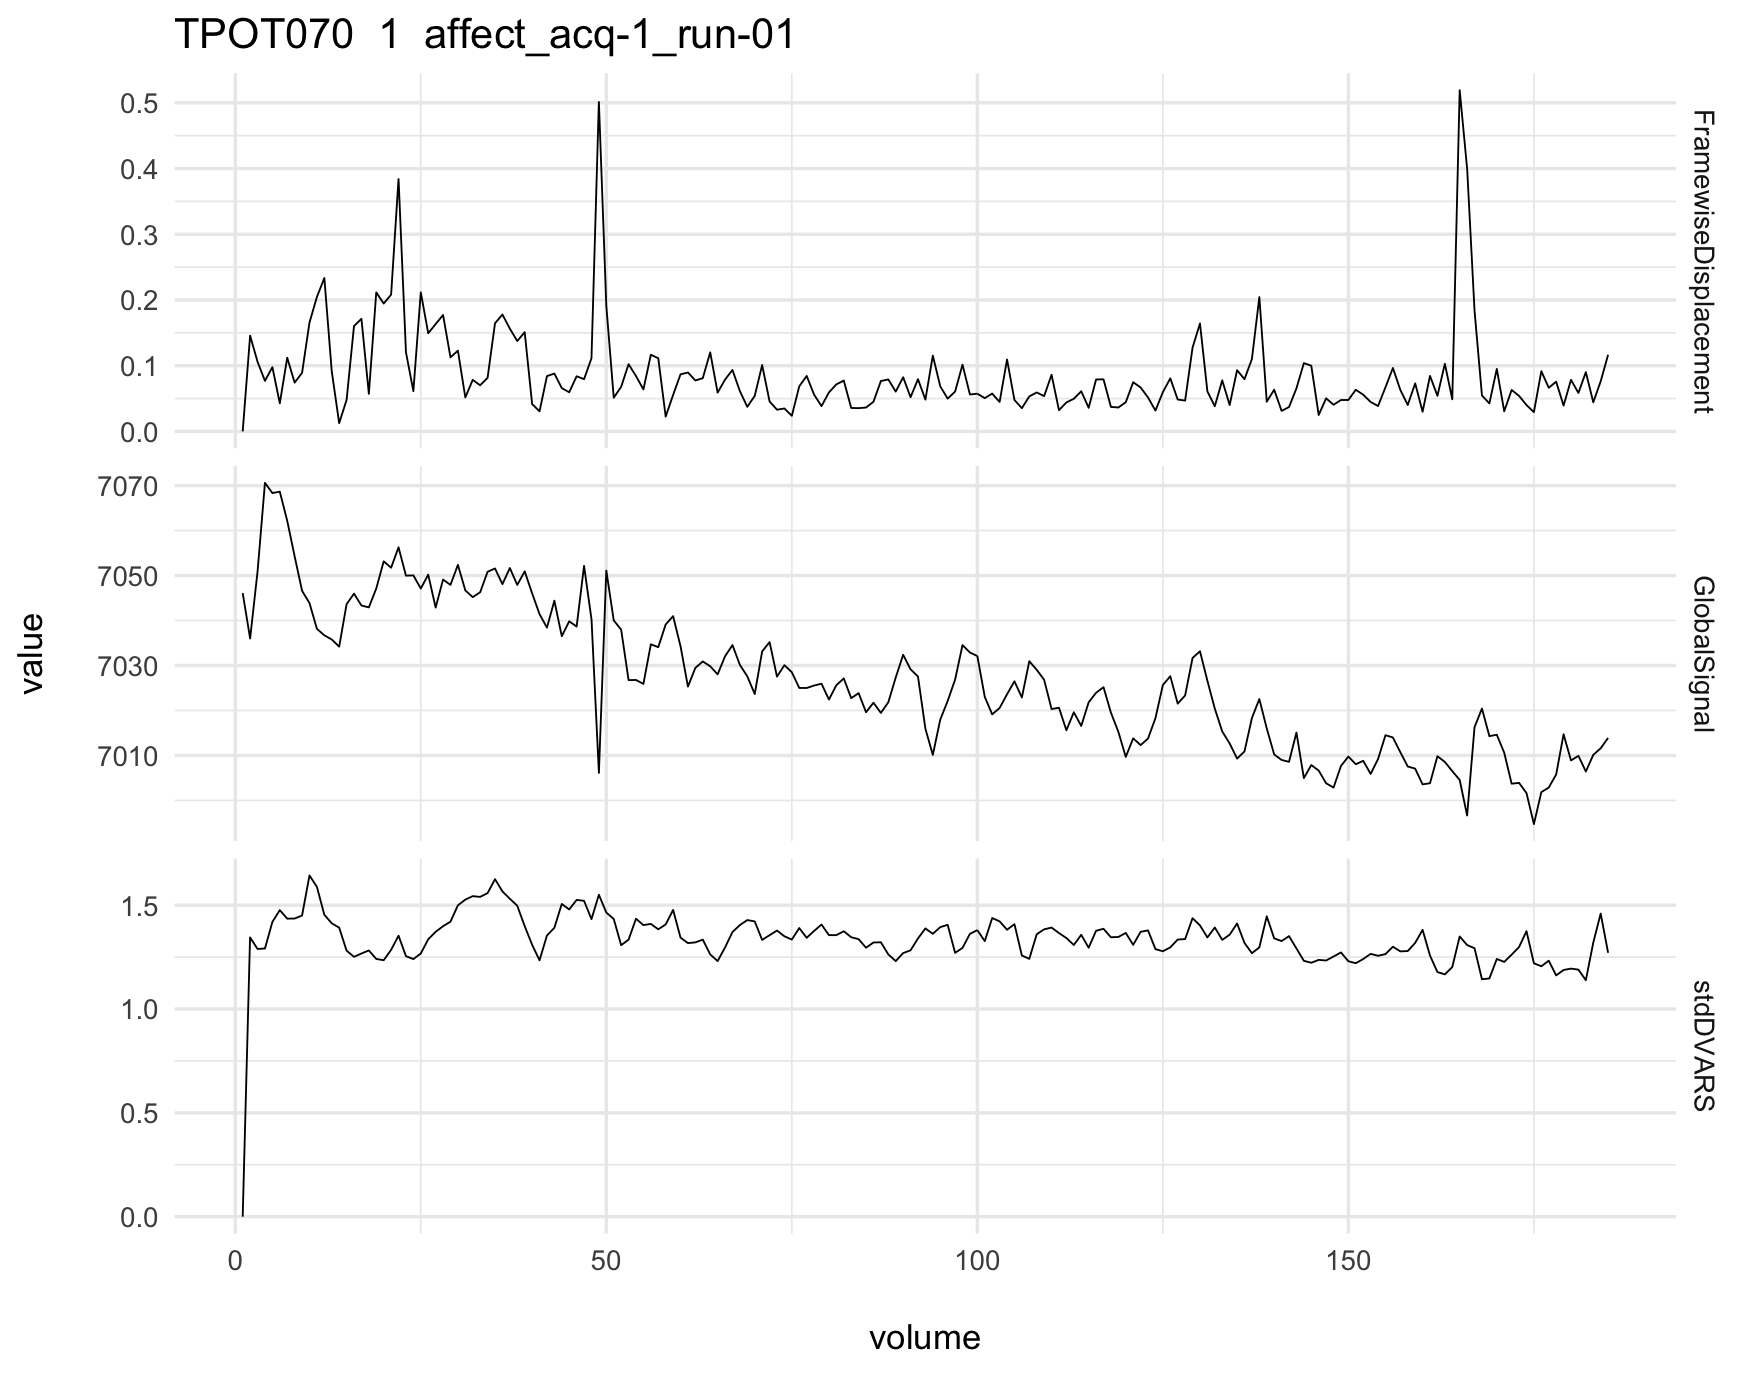 TPOT070 1 affect_acq-1_run-01
0.5
0.4
0.3
0.2
0.1
0.0
FramewiseDisplacement
7070
7050
7030
7010
GlobalSignal
value
1.5
1.0
0.5
0.0
stdDVARS
0 50 100 150
volume